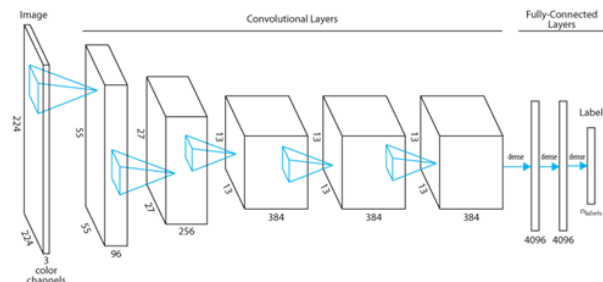 Image
Convolutional Layers
Fully-Connected
Layers
Label
224
224
3
color
channels
55
55
96
27
27
256
13
13
384
13
13
384
13
13
384
dense
dense
dense
4096
4096
nlabels